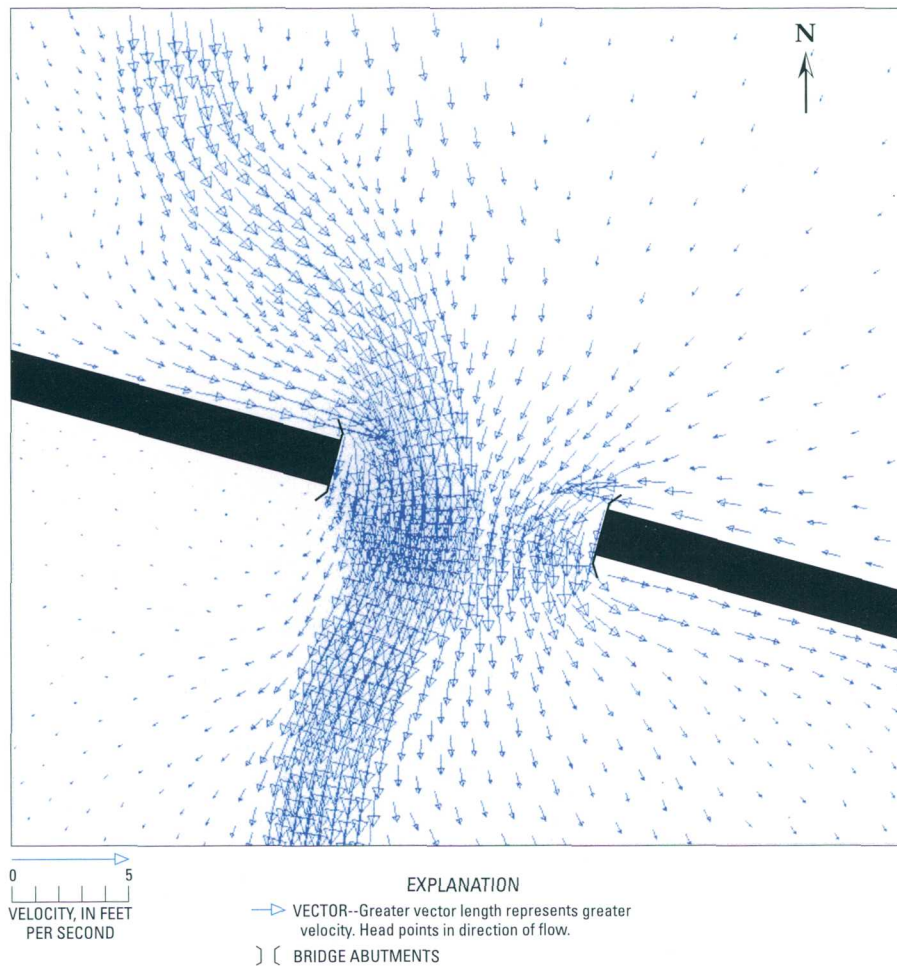 N
0 5
VELOCITY, IN FEET
PER SECOND
EXPLANATION
VECTOR--Greater vector length represents greater
velocity. Head points in direction of flow.
BRIDGE ABUTMENTS